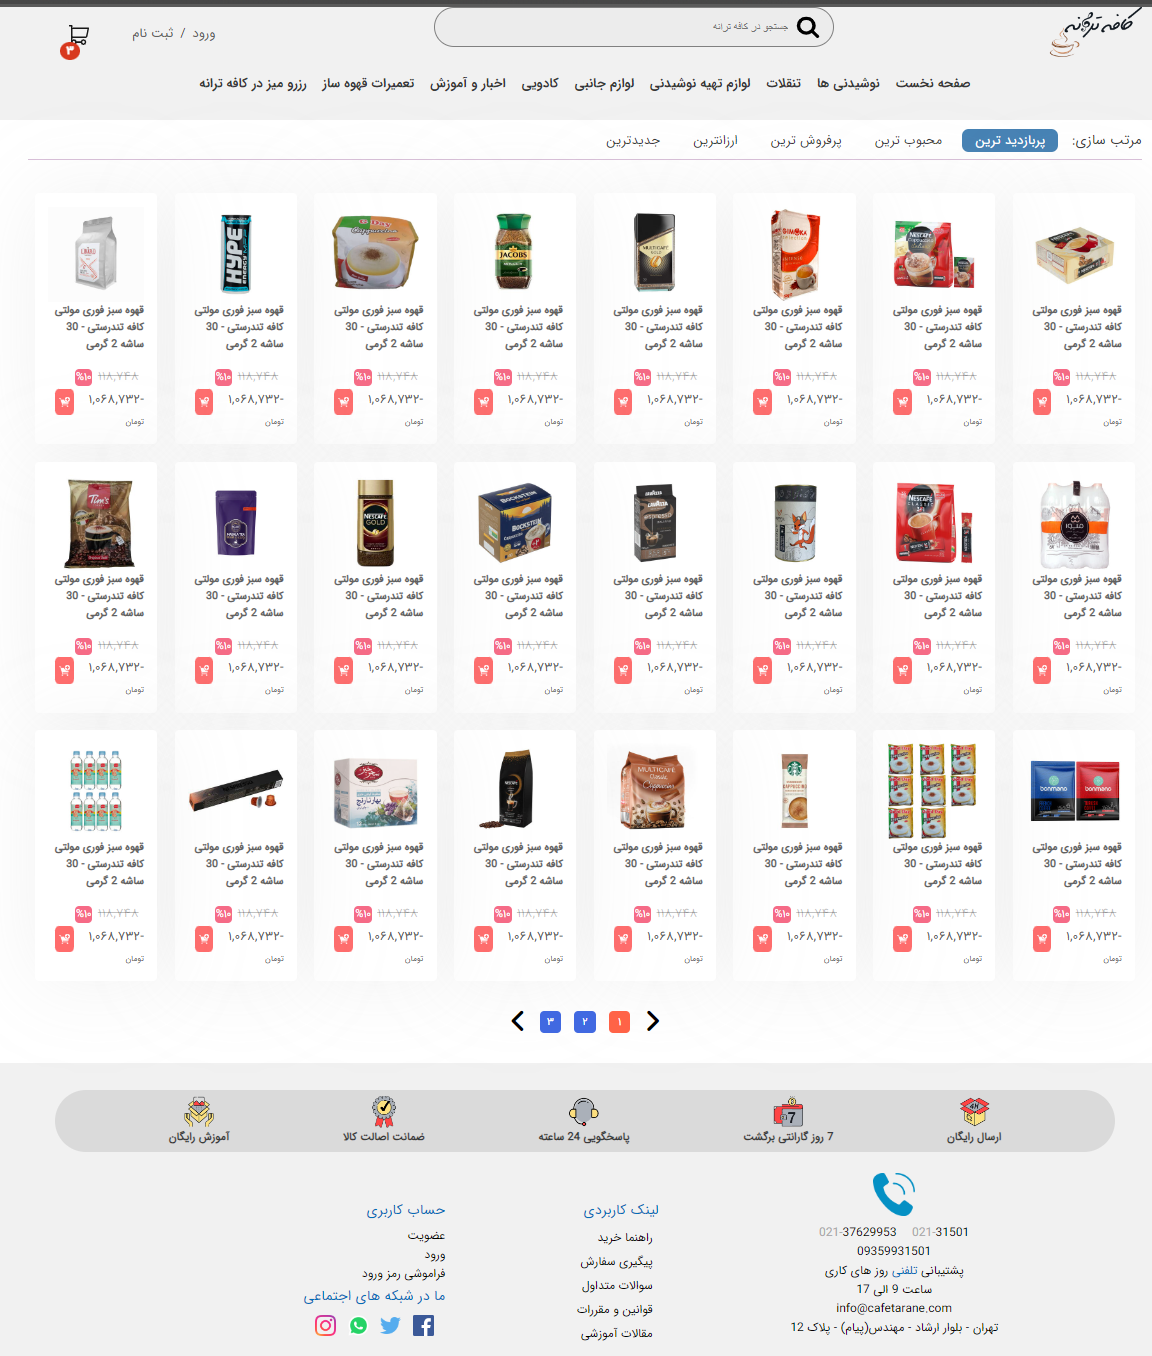 کافه ترانه
جستجو در کافه ترانه
ورود / ثبت نام
۳
صفحه نخست نوشیدنی ها تنقلات لوازم تهیه نوشیدنی لوازم جانبی کادویی اخبار و آموزش تعمیرات قهوه ساز رزرو میز در کافه ترانه
مرتب سازی: پربازدید ترین محبوب ترین پرفروش ترین ارزانترین جدیدترین
NESCAFE DIMOKA MULTICAFE GOLD JACOBS HYPE ENERGY
قهوه سبز فوری مولتی قهوه سبز فوری مولتی قهوه سبز فوری مولتی قهوه سبز فوری مولتی قهوه سبز فوری مولتی قهوه سبز فوری مولتی قهوه سبز فوری مولتی قهوه سبز فوری مولتی
کافه تندرستی - 30 کافه تندرستی - 30 کافه تندرستی - 30 کافه تندرستی - 30 کافه تندرستی - 30 کافه تندرستی - 30 کافه تندرستی - 30 کافه تندرستی - 30
ساشه 2 گرمی ساشه 2 گرمی ساشه 2 گرمی ساشه 2 گرمی ساشه 2 گرمی ساشه 2 گرمی ساشه 2 گرمی ساشه 2 گرمی
۱۱۸,۷۴۸ %۱۰ ۱۱۸,۷۴۸ %۱۰ ۱۱۸,۷۴۸ %۱۰ ۱۱۸,۷۴۸ %۱۰ ۱۱۸,۷۴۸ %۱۰ ۱۱۸,۷۴۸ %۱۰ ۱۱۸,۷۴۸ %۱۰ ۱۱۸,۷۴۸ %۱۰
۱,۰۶۸,۷۳۲- ۱,۰۶۸,۷۳۲- ۱,۰۶۸,۷۳۲- ۱,۰۶۸,۷۳۲- ۱,۰۶۸,۷۳۲- ۱,۰۶۸,۷۳۲- ۱,۰۶۸,۷۳۲- ۱,۰۶۸,۷۳۲-
تومان تومان تومان تومان تومان تومان تومان تومان
NESCAFE CLASSIC LAVAZZA espresso BOCKSTEIN NESCAFE GOLD Tim's
قهوه سبز فوری مولتی قهوه سبز فوری مولتی قهوه سبز فوری مولتی قهوه سبز فوری مولتی قهوه سبز فوری مولتی قهوه سبز فوری مولتی قهوه سبز فوری مولتی قهوه سبز فوری مولتی
کافه تندرستی - 30 کافه تندرستی - 30 کافه تندرستی - 30 کافه تندرستی - 30 کافه تندرستی - 30 کافه تندرستی - 30 کافه تندرستی - 30 کافه تندرستی - 30
ساشه 2 گرمی ساشه 2 گرمی ساشه 2 گرمی ساشه 2 گرمی ساشه 2 گرمی ساشه 2 گرمی ساشه 2 گرمی ساشه 2 گرمی
۱۱۸,۷۴۸ %۱۰ ۱۱۸,۷۴۸ %۱۰ ۱۱۸,۷۴۸ %۱۰ ۱۱۸,۷۴۸ %۱۰ ۱۱۸,۷۴۸ %۱۰ ۱۱۸,۷۴۸ %۱۰ ۱۱۸,۷۴۸ %۱۰ ۱۱۸,۷۴۸ %۱۰
۱,۰۶۸,۷۳۲- ۱,۰۶۸,۷۳۲- ۱,۰۶۸,۷۳۲- ۱,۰۶۸,۷۳۲- ۱,۰۶۸,۷۳۲- ۱,۰۶۸,۷۳۲- ۱,۰۶۸,۷۳۲- ۱,۰۶۸,۷۳۲-
تومان تومان تومان تومان تومان تومان تومان تومان
bonmano bonmano MULTICAFE NESCAFE
قهوه سبز فوری مولتی قهوه سبز فوری مولتی قهوه سبز فوری مولتی قهوه سبز فوری مولتی قهوه سبز فوری مولتی قهوه سبز فوری مولتی قهوه سبز فوری مولتی قهوه سبز فوری مولتی
کافه تندرستی - 30 کافه تندرستی - 30 کافه تندرستی - 30 کافه تندرستی - 30 کافه تندرستی - 30 کافه تندرستی - 30 کافه تندرستی - 30 کافه تندرستی - 30
ساشه 2 گرمی ساشه 2 گرمی ساشه 2 گرمی ساشه 2 گرمی ساشه 2 گرمی ساشه 2 گرمی ساشه 2 گرمی ساشه 2 گرمی
۱۱۸,۷۴۸ %۱۰ ۱۱۸,۷۴۸ %۱۰ ۱۱۸,۷۴۸ %۱۰ ۱۱۸,۷۴۸ %۱۰ ۱۱۸,۷۴۸ %۱۰ ۱۱۸,۷۴۸ %۱۰ ۱۱۸,۷۴۸ %۱۰ ۱۱۸,۷۴۸ %۱۰
۱,۰۶۸,۷۳۲- ۱,۰۶۸,۷۳۲- ۱,۰۶۸,۷۳۲- ۱,۰۶۸,۷۳۲- ۱,۰۶۸,۷۳۲- ۱,۰۶۸,۷۳۲- ۱,۰۶۸,۷۳۲- ۱,۰۶۸,۷۳۲-
تومان تومان تومان تومان تومان تومان تومان تومان
۱ ۲ ۳
ارسال رایگان 7 روز گارانتی برگشت پاسخگویی 24 ساعته ضمانت اصالت کالا آموزش رایگان
021-37629953 021-31501
09359931501
پشتیبانی تلفنی روز های کاری
ساعت 9 الی 17
info@cafetarane.com
تهران - بلوار ارشاد - مهندس(پیام) - پلاک 12
لینک کاربردی
راهنما خرید
پیگیری سفارش
سوالات متداول
قوانین و مقررات
مقالات آموزشی
حساب کاربری
عضویت
ورود
فراموشی رمز ورود
ما در شبکه های اجتماعی